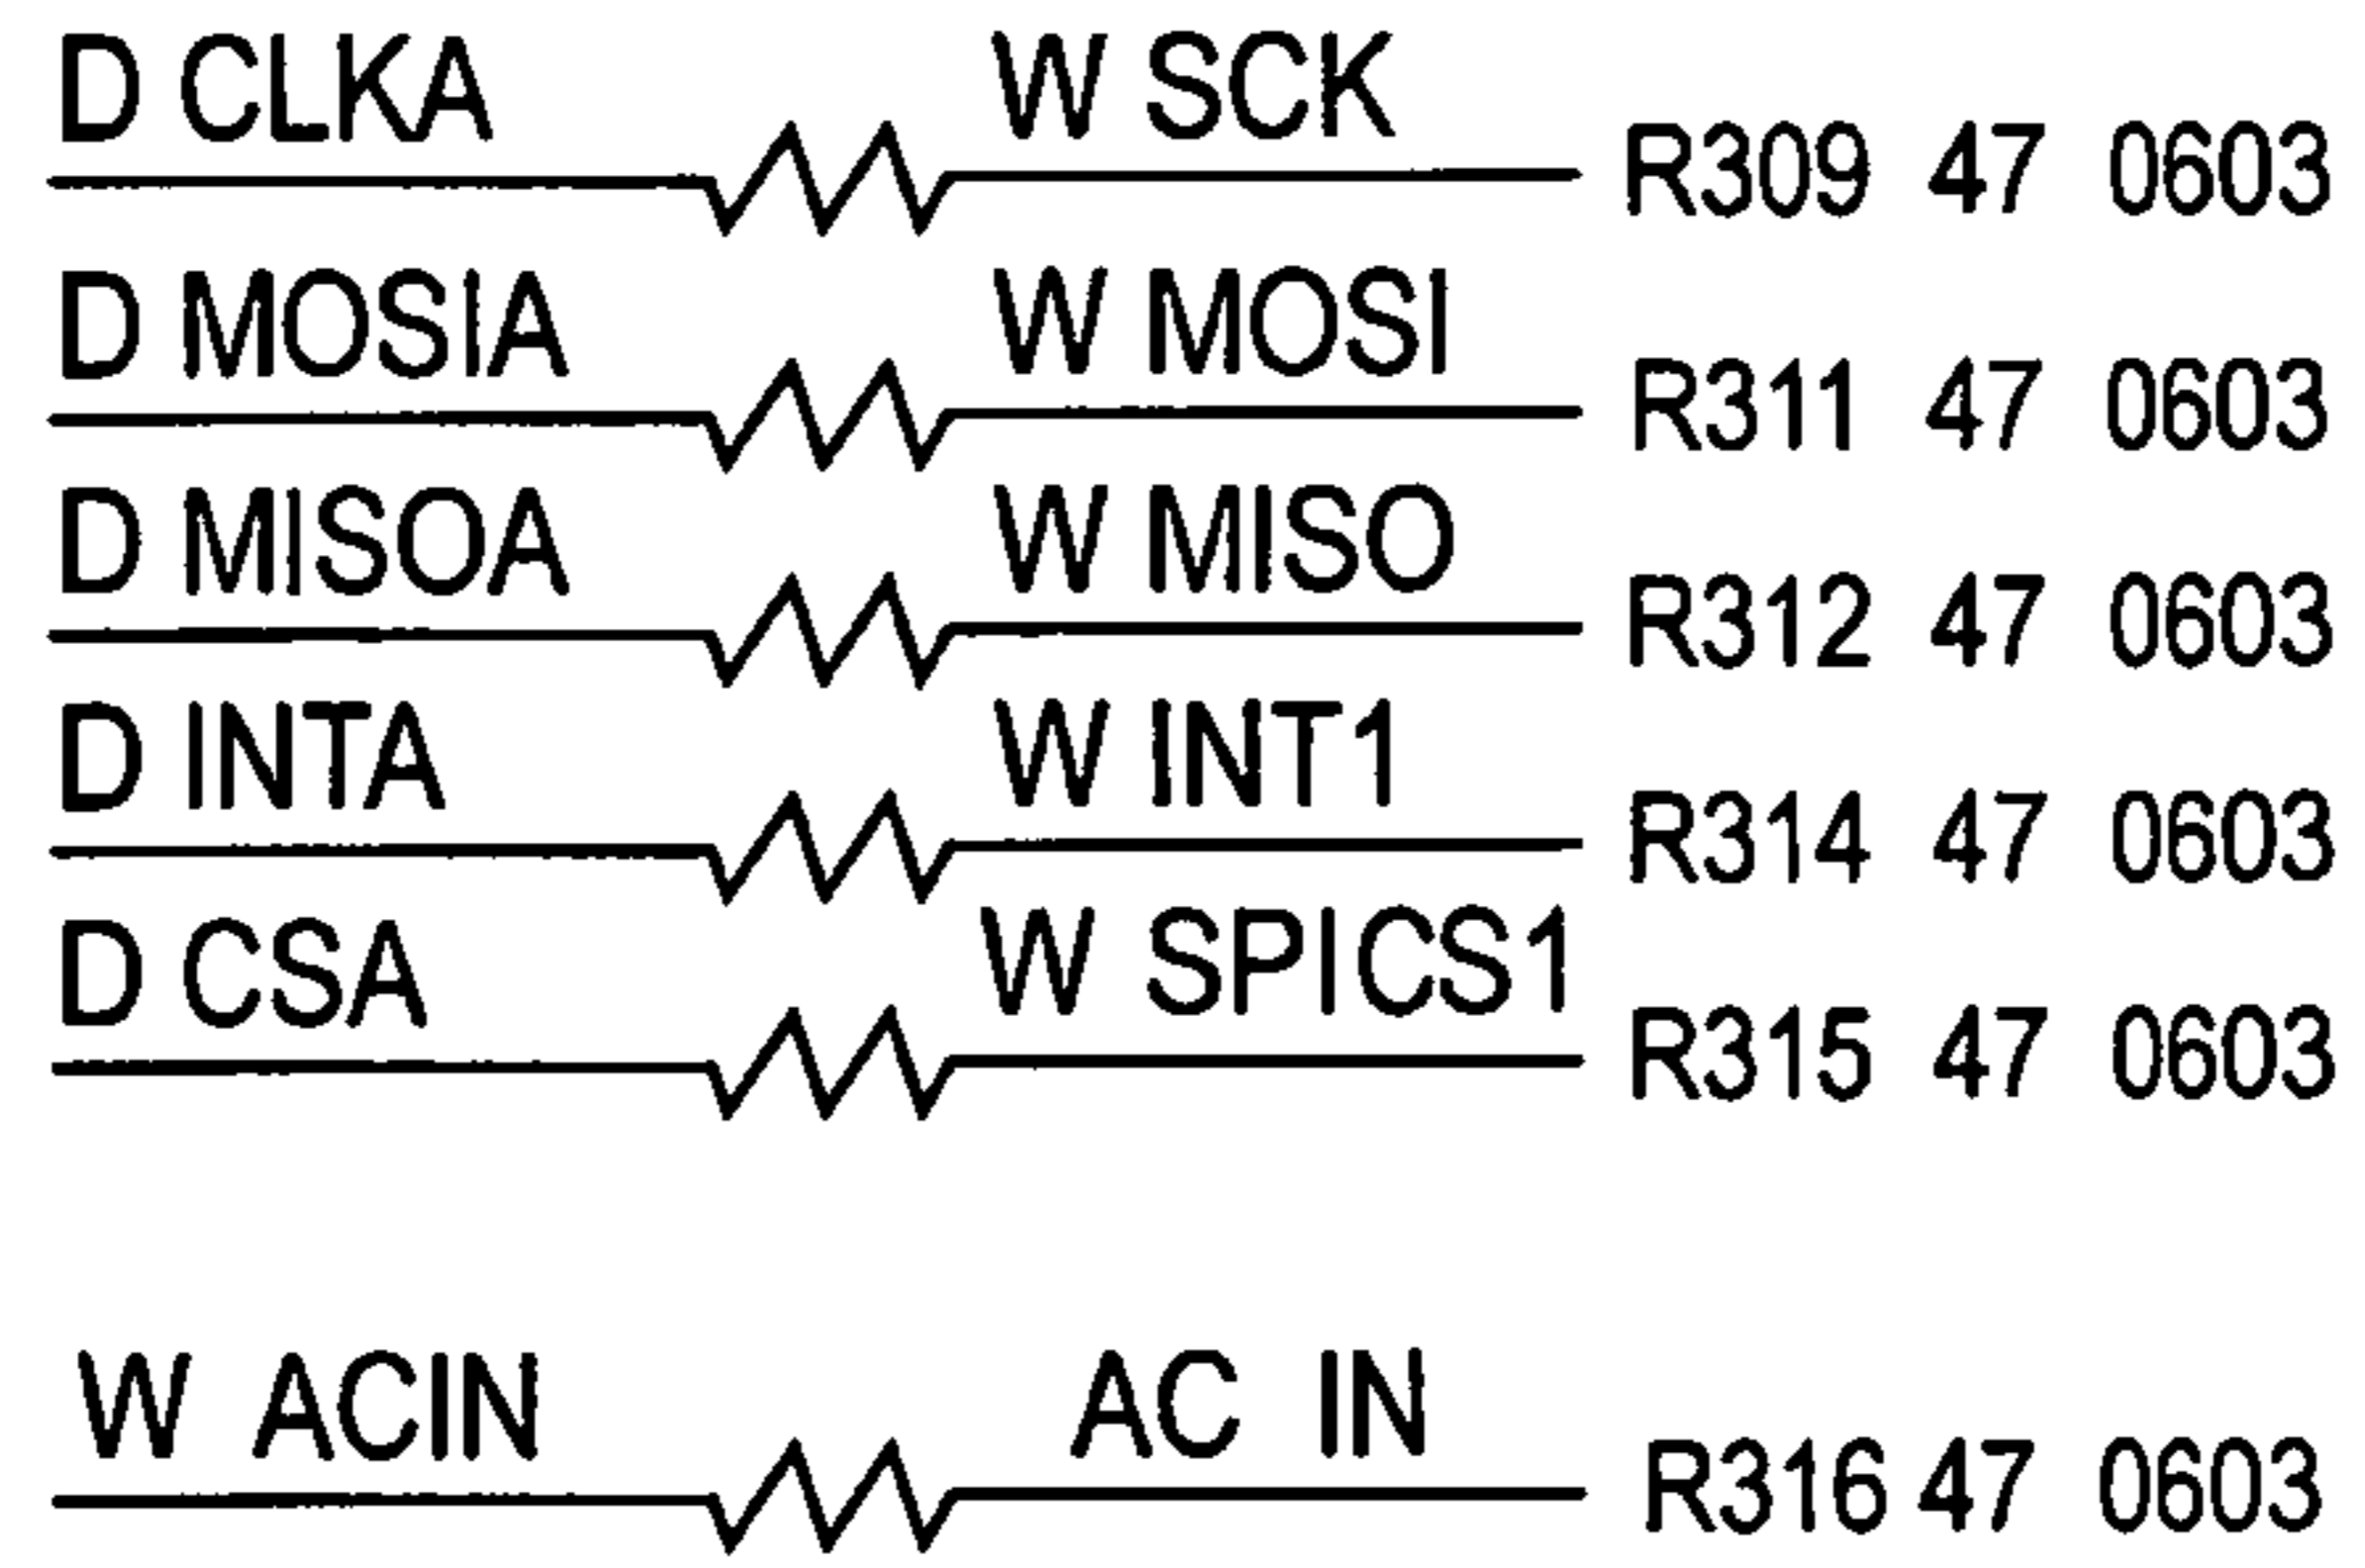 D CLKA W SCK R309 47 0603
D MOSIA W MOSI R311 47 0603
D MISOA W MISO R312 47 0603
D INTA W INT1 R314 47 0603
D CSA W SPICS1 R315 47 0603
W ACIN AC IN R316 47 0603